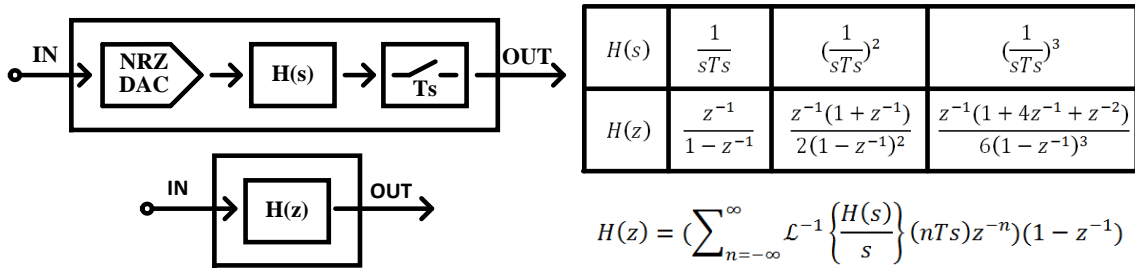 IN
NRZ DAC
H(s)
Ts
OUT
IN
H(z)
OUT
H(s) 1/(sTs) (1/(sTs))² (1/(sTs))³
H(z) z⁻¹/(1 − z⁻¹) z⁻¹(1 + z⁻¹)/(2(1 − z⁻¹)²) z⁻¹(1 + 4z⁻¹ + z⁻²)/(6(1 − z⁻¹)³)
H(z) = (∑_{n=−∞}^{∞} ℒ⁻¹{H(s)/s}(nTs)z⁻ⁿ)(1 − z⁻¹)